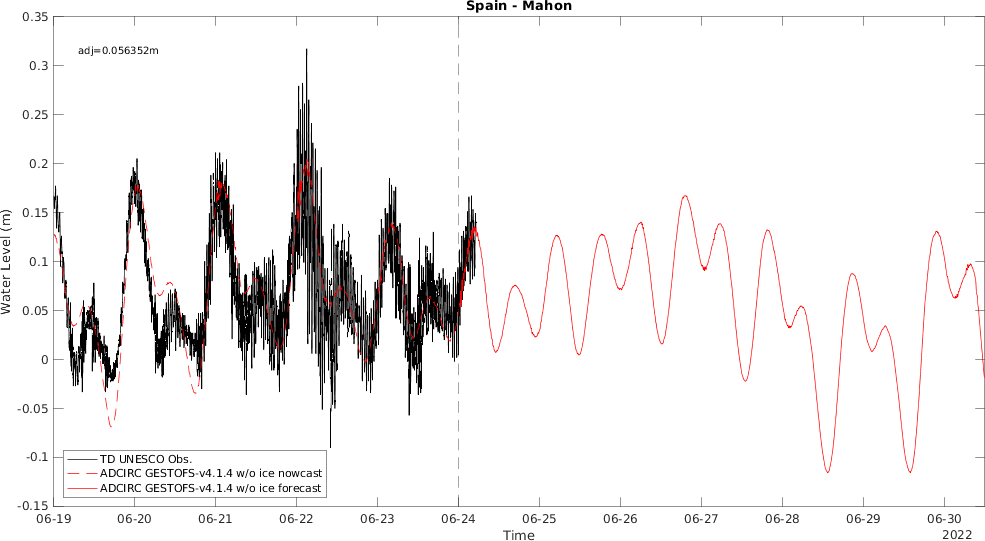 Spain - Mahon
0.35
0.3
0.25
0.2
0.15
0.1
0.05
0
-0.05
-0.1
-0.15
Water Level (m)
adj=0.056352m
TD UNESCO Obs.
ADCIRC GESTOFS-v4.1.4 w/o ice nowcast
ADCIRC GESTOFS-v4.1.4 w/o ice forecast
06-19 06-20 06-21 06-22 06-23 06-24 06-25 06-26 06-27 06-28 06-29 06-30
Time
2022